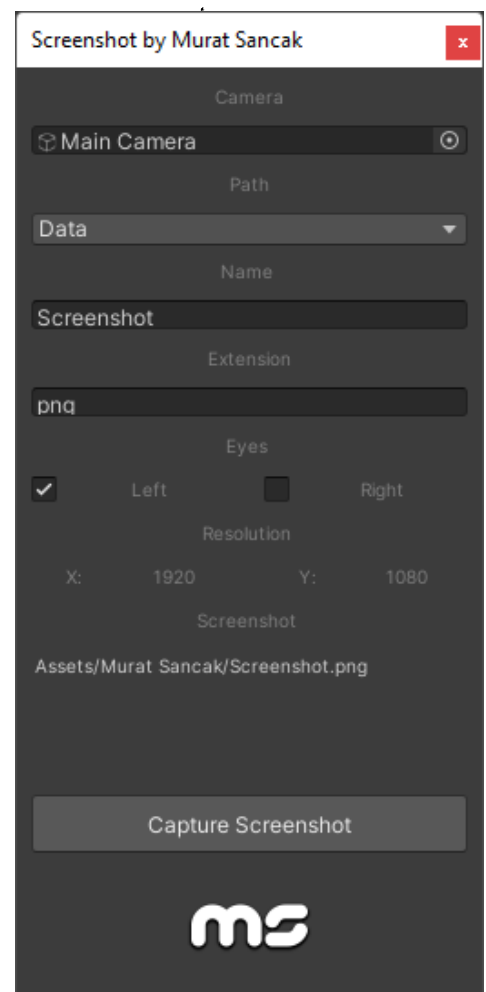 Screenshot by Murat Sancak
x
Camera
Main Camera
Path
Data
Name
Screenshot
Extension
png
Eyes
Left Right
Resolution
X: 1920 Y: 1080
Screenshot
Assets/Murat Sancak/Screenshot.png
Capture Screenshot
ms